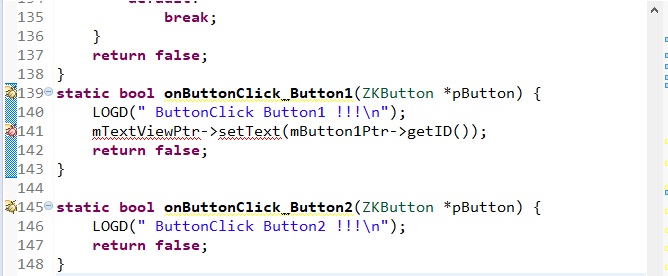 134 default:
135 break;
136 }
137 return false;
138 }
139 static bool onButtonClick_Button1(ZKButton *pButton) {
140 LOGD(" ButtonClick Button1 !!!\n");
141 mTextViewPtr->setText(mButton1Ptr->getID());
142 return false;
143 }
144
145 static bool onButtonClick_Button2(ZKButton *pButton) {
146 LOGD(" ButtonClick Button2 !!!\n");
147 return false;
148 }